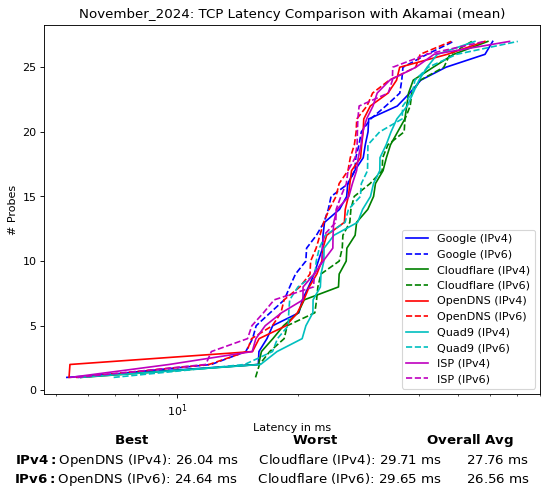 November_2024: TCP Latency Comparison with Akamai (mean)
# Probes
25
20
15
10
5
0
10^1
Latency in ms
Google (IPv4)
Google (IPv6)
Cloudflare (IPv4)
Cloudflare (IPv6)
OpenDNS (IPv4)
OpenDNS (IPv6)
Quad9 (IPv4)
Quad9 (IPv6)
ISP (IPv4)
ISP (IPv6)
Best Worst Overall Avg
IPv4: OpenDNS (IPv4): 26.04 ms Cloudflare (IPv4): 29.71 ms 27.76 ms
IPv6: OpenDNS (IPv6): 24.64 ms Cloudflare (IPv6): 29.65 ms 26.56 ms